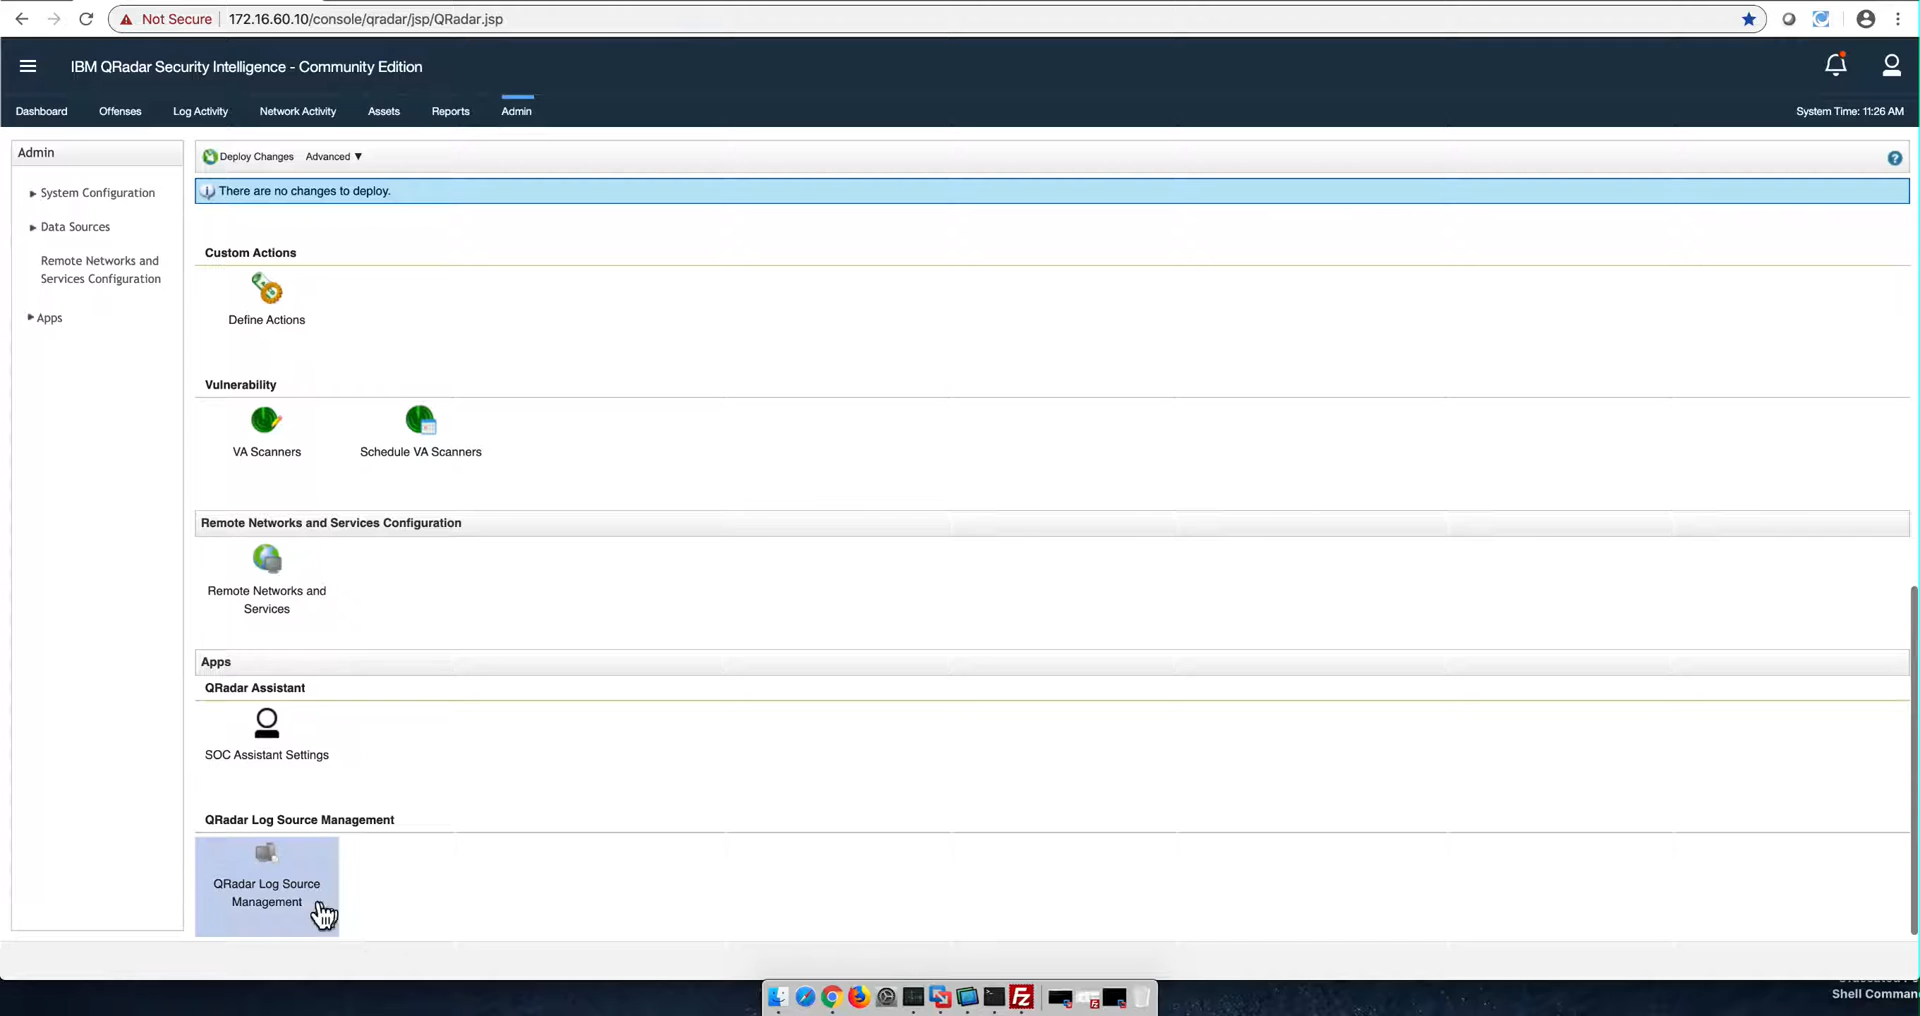 Not Secure
172.16.60.10/console/qradar/jsp/QRadar.jsp
IBM QRadar Security Intelligence - Community Edition
Dashboard Offenses Log Activity Network Activity Assets Reports Admin System Time: 11:26 AM
Admin
System Configuration
Data Sources
Remote Networks and
Services Configuration
Apps
Deploy Changes Advanced ▼
There are no changes to deploy.
Custom Actions
Define Actions
Vulnerability
VA Scanners Schedule VA Scanners
Remote Networks and Services Configuration
Remote Networks and
Services
Apps
QRadar Assistant
SOC Assistant Settings
QRadar Log Source Management
QRadar Log Source
Management
Shell Comman